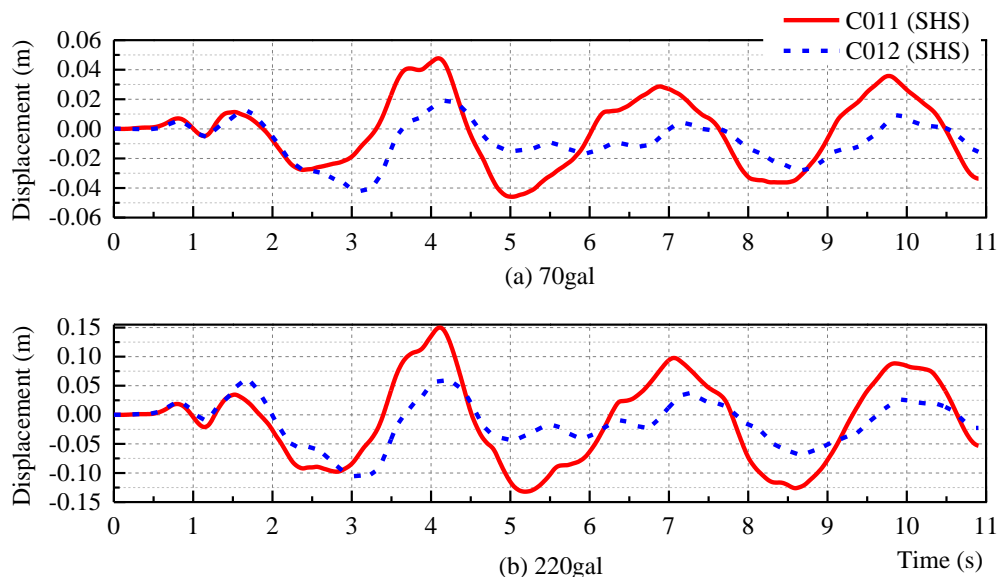 C011 (SHS)
C012 (SHS)
Displacement (m)
0.06
0.04
0.02
0.00
-0.02
-0.04
-0.06
0 1 2 3 4 5 6 7 8 9 10 11
(a) 70gal
Displacement (m)
0.15
0.10
0.05
0.00
-0.05
-0.10
-0.15
0 1 2 3 4 5 6 7 8 9 10 11
Time (s)
(b) 220gal